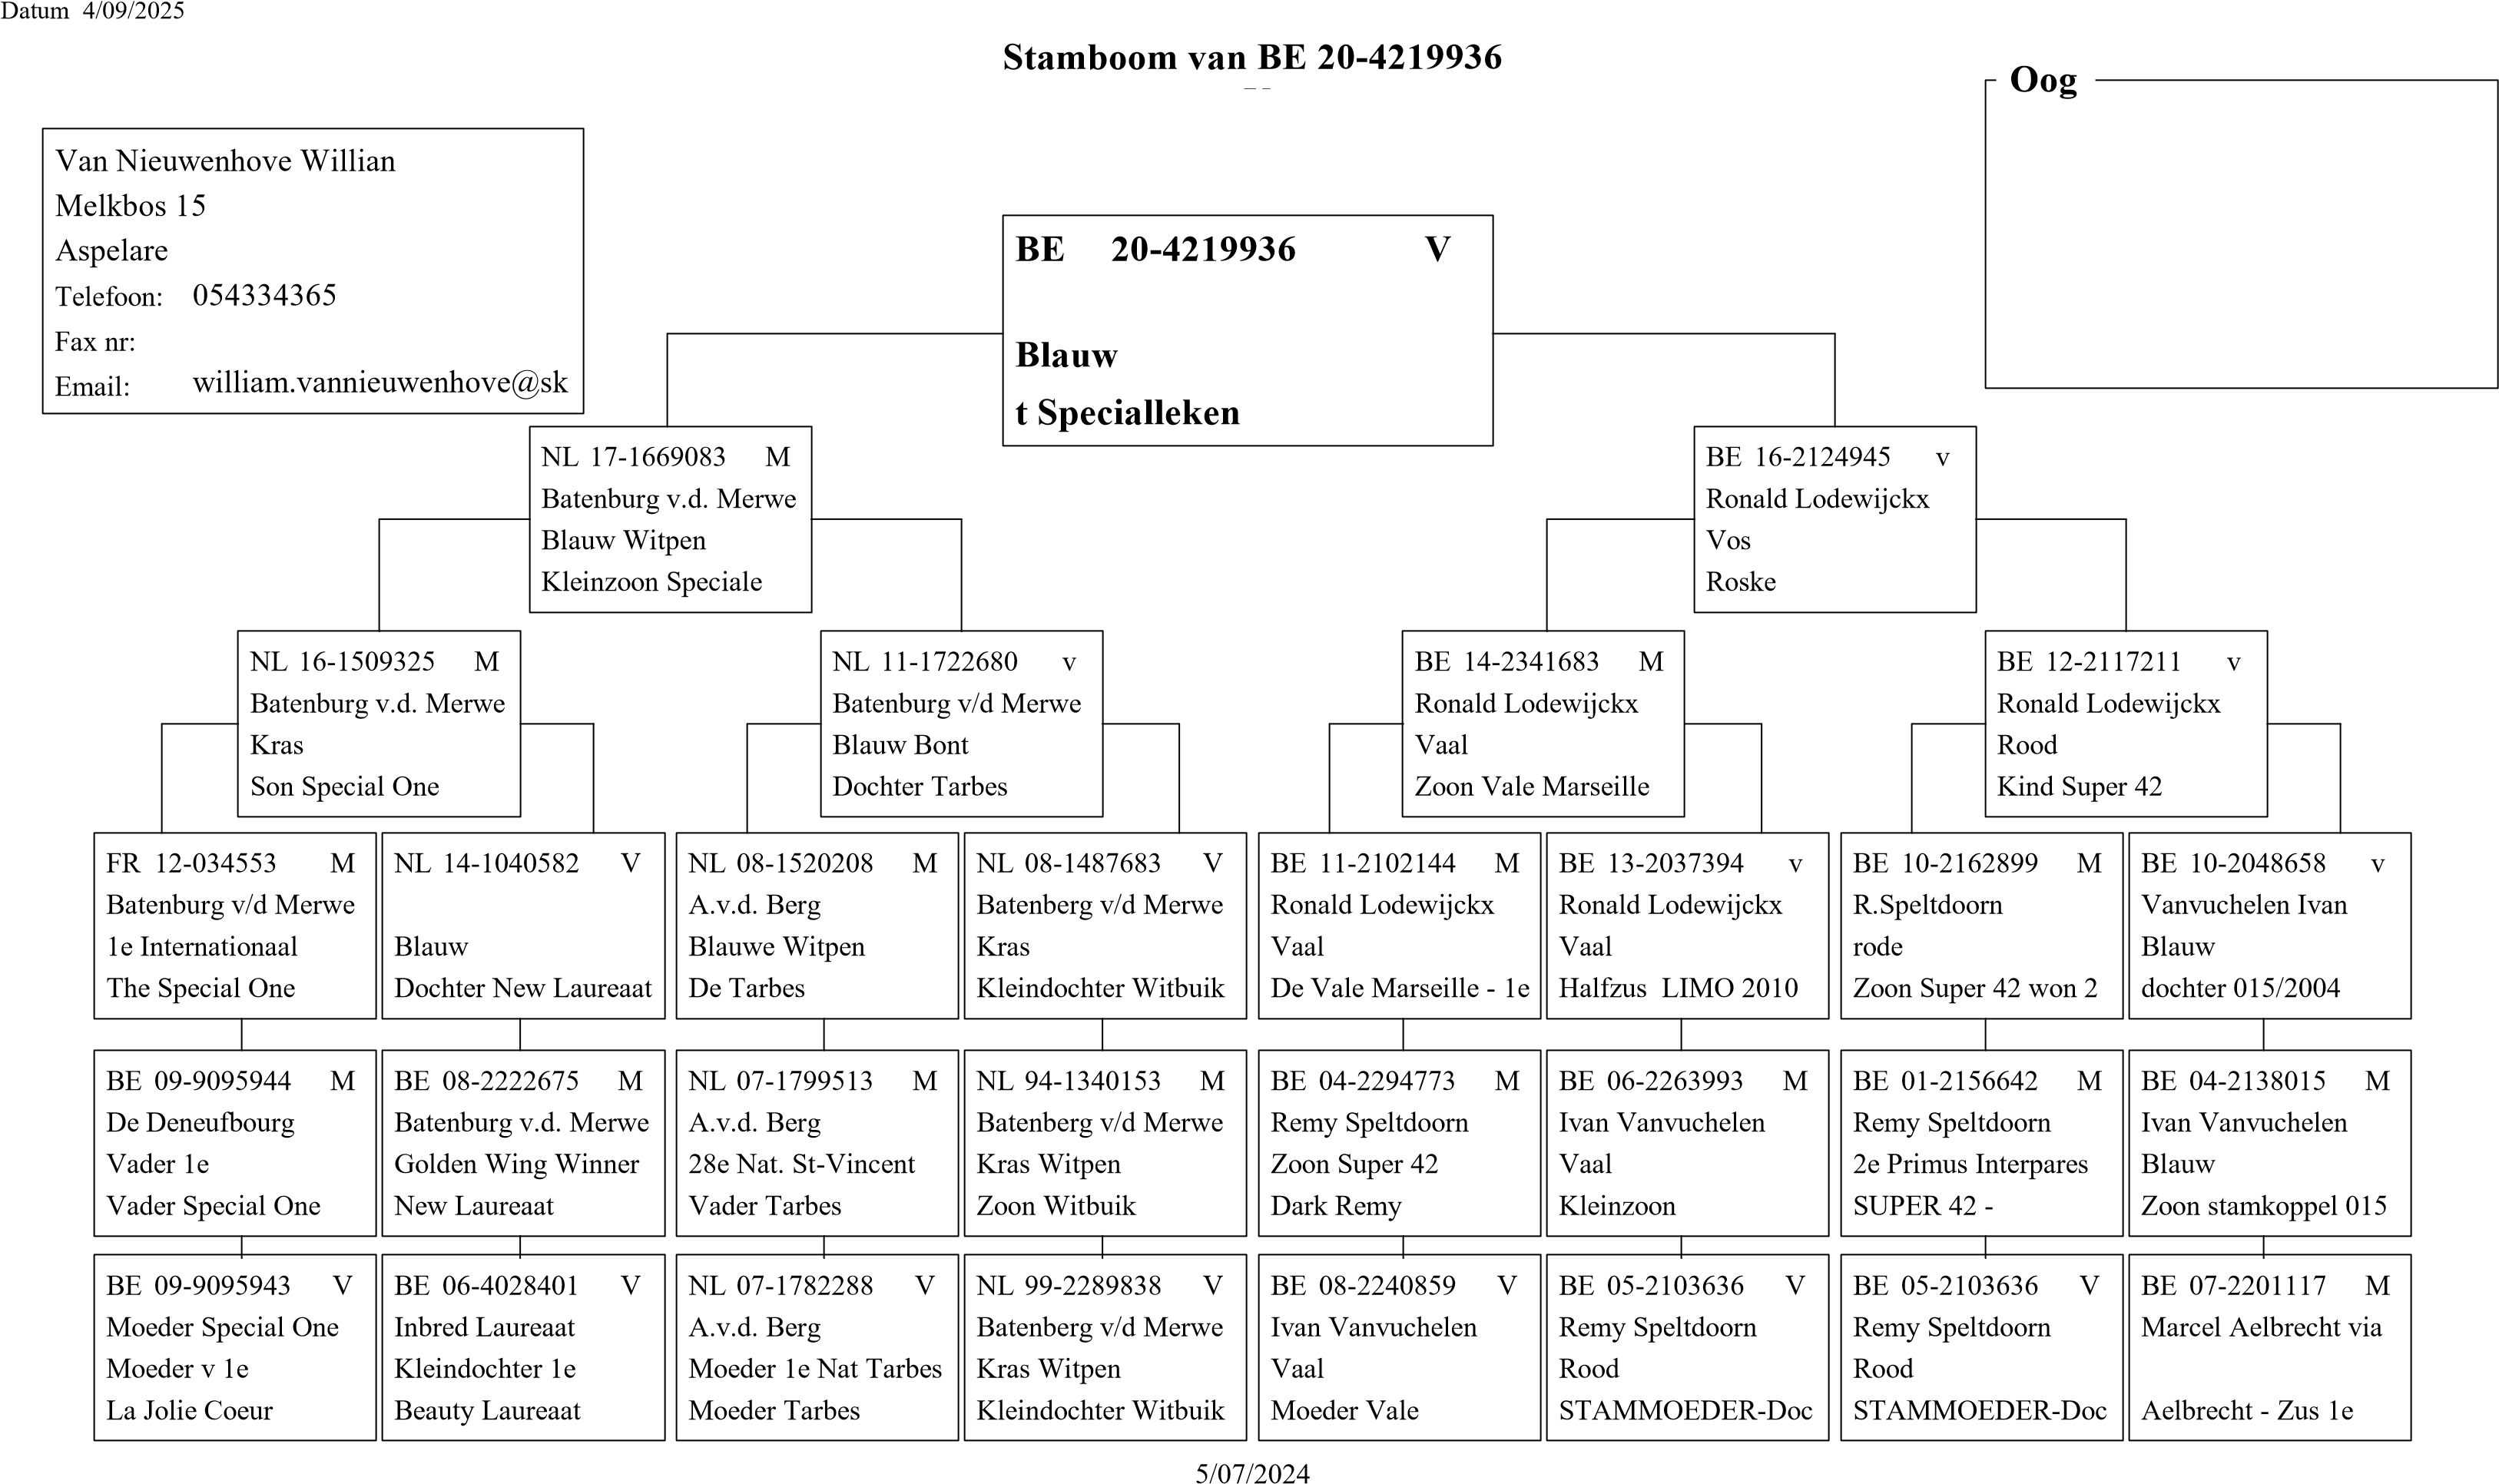 Datum 4/09/2025
Stamboom van BE 20-4219936
Oog
Van Nieuwenhove Willian
Melkbos 15
Aspelare
Telefoon: 054334365
Fax nr:
Email: william.vannieuwenhove@sk
BE 20-4219936 V
Blauw
t Specialleken
NL 17-1669083 M
Batenburg v.d. Merwe
Blauw Witpen
Kleinzoon Speciale
BE 16-2124945 v
Ronald Lodewijckx
Vos
Roske
NL 16-1509325 M
Batenburg v.d. Merwe
Kras
Son Special One
NL 11-1722680 v
Batenburg v/d Merwe
Blauw Bont
Dochter Tarbes
BE 14-2341683 M
Ronald Lodewijckx
Vaal
Zoon Vale Marseille
BE 12-2117211 v
Ronald Lodewijckx
Rood
Kind Super 42
FR 12-034553 M
Batenburg v/d Merwe
1e Internationaal
The Special One
NL 14-1040582 V
Blauw
Dochter New Laureaat
NL 08-1520208 M
A.v.d. Berg
Blauwe Witpen
De Tarbes
NL 08-1487683 V
Batenberg v/d Merwe
Kras
Kleindochter Witbuik
BE 11-2102144 M
Ronald Lodewijckx
Vaal
De Vale Marseille - 1e
BE 13-2037394 v
Ronald Lodewijckx
Vaal
Halfzus LIMO 2010
BE 10-2162899 M
R.Speltdoorn
rode
Zoon Super 42 won 2
BE 10-2048658 v
Vanvuchelen Ivan
Blauw
dochter 015/2004
BE 09-9095944 M
De Deneufbourg
Vader 1e
Vader Special One
BE 08-2222675 M
Batenburg v.d. Merwe
Golden Wing Winner
New Laureaat
NL 07-1799513 M
A.v.d. Berg
28e Nat. St-Vincent
Vader Tarbes
NL 94-1340153 M
Batenberg v/d Merwe
Kras Witpen
Zoon Witbuik
BE 04-2294773 M
Remy Speltdoorn
Zoon Super 42
Dark Remy
BE 06-2263993 M
Ivan Vanvuchelen
Vaal
Kleinzoon
BE 01-2156642 M
Remy Speltdoorn
2e Primus Interpares
SUPER 42 -
BE 04-2138015 M
Ivan Vanvuchelen
Blauw
Zoon stamkoppel 015
BE 09-9095943 V
Moeder Special One
Moeder v 1e
La Jolie Coeur
BE 06-4028401 V
Inbred Laureaat
Kleindochter 1e
Beauty Laureaat
NL 07-1782288 V
A.v.d. Berg
Moeder 1e Nat Tarbes
Moeder Tarbes
NL 99-2289838 V
Batenberg v/d Merwe
Kras Witpen
Kleindochter Witbuik
BE 08-2240859 V
Ivan Vanvuchelen
Vaal
Moeder Vale
BE 05-2103636 V
Remy Speltdoorn
Rood
STAMMOEDER-Doc
BE 05-2103636 V
Remy Speltdoorn
Rood
STAMMOEDER-Doc
BE 07-2201117 M
Marcel Aelbrecht via
Aelbrecht - Zus 1e
5/07/2024